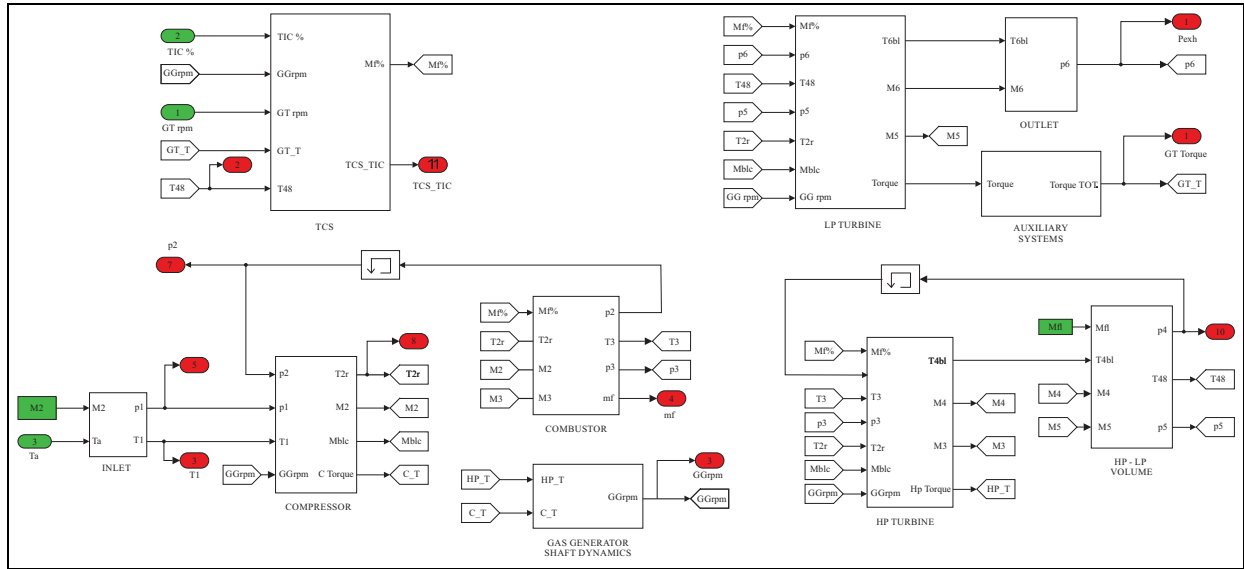 2
TIC %
GGrpm
1
GT rpm
GT_T
2
T48
TIC %
GGrpm
GT rpm
GT_T
T48
Mf%
TCS_TIC
TCS
Mf%
11
TCS_TIC
Mf%
p6
T48
p5
T2r
Mblc
GG rpm
Mf%
p6
T48
p5
T2r
Mblc
GG rpm
T6bl
M6
M5
Torque
LP TURBINE
M5
T6bl
M6
p6
OUTLET
1
Pexh
p6
Torque
Torque TOT.
AUXILIARY
SYSTEMS
1
GT Torque
GT_T
p2
7
M2
3
Ta
M2
Ta
p1
T1
INLET
5
3
T1
GGrpm
p2
p1
T1
GGrpm
T2r
M2
Mblc
C Torque
COMPRESSOR
8
T2r
M2
Mblc
C_T
Mf%
T2r
M2
M3
Mf%
T2r
M2
M3
p2
T3
p3
mf
COMBUSTOR
T3
p3
4
mf
HP_T
C_T
HP_T
C_T
GGrpm
GAS GENERATOR
SHAFT DYNAMICS
3
GGrpm
GGrpm
Mf%
T3
p3
T2r
Mblc
GGrpm
Mf%
T3
p3
T2r
Mblc
GGrpm
T4bl
M4
M3
Hp Torque
HP TURBINE
M4
M3
HP_T
Mfl
M4
M5
Mfl
T4bl
M4
M5
p4
T48
p5
HP - LP
VOLUME
10
T48
p5